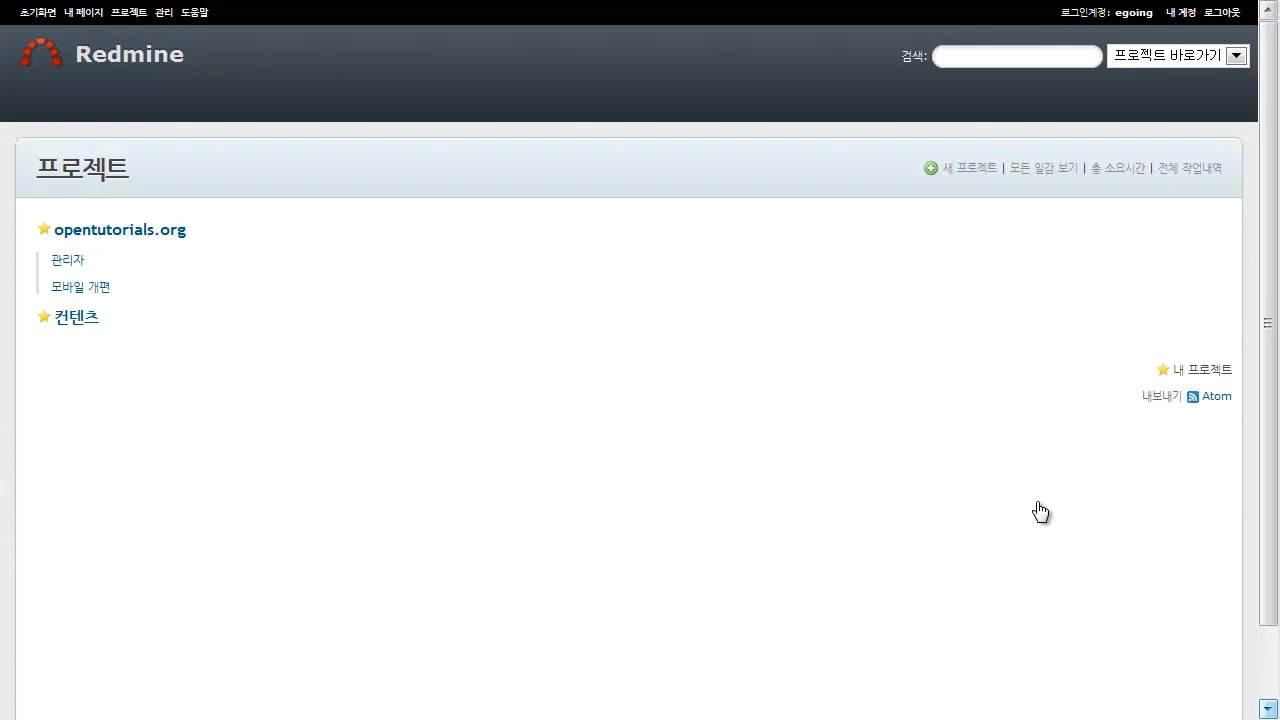 초기화면 내 페이지 프로젝트 관리 도움말 로그인계정: egoing 내 계정 로그아웃
Redmine 검색: 프로젝트 바로가기
프로젝트 새 프로젝트 | 모든 일감 보기 | 총 소요시간 | 전체 작업내역
opentutorials.org
관리자
모바일 개편
컨텐츠
내 프로젝트
내보내기 Atom